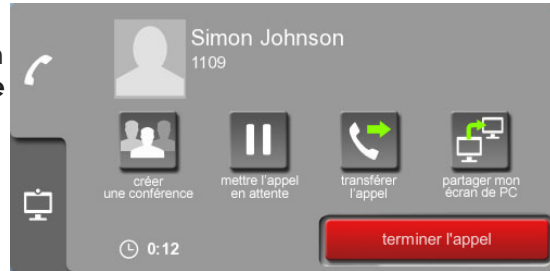 Simon Johnson
1109
créer
une conférence
mettre l'appel
en attente
transférer
l'appel
partager mon
écran de PC
0:12
terminer l'appel